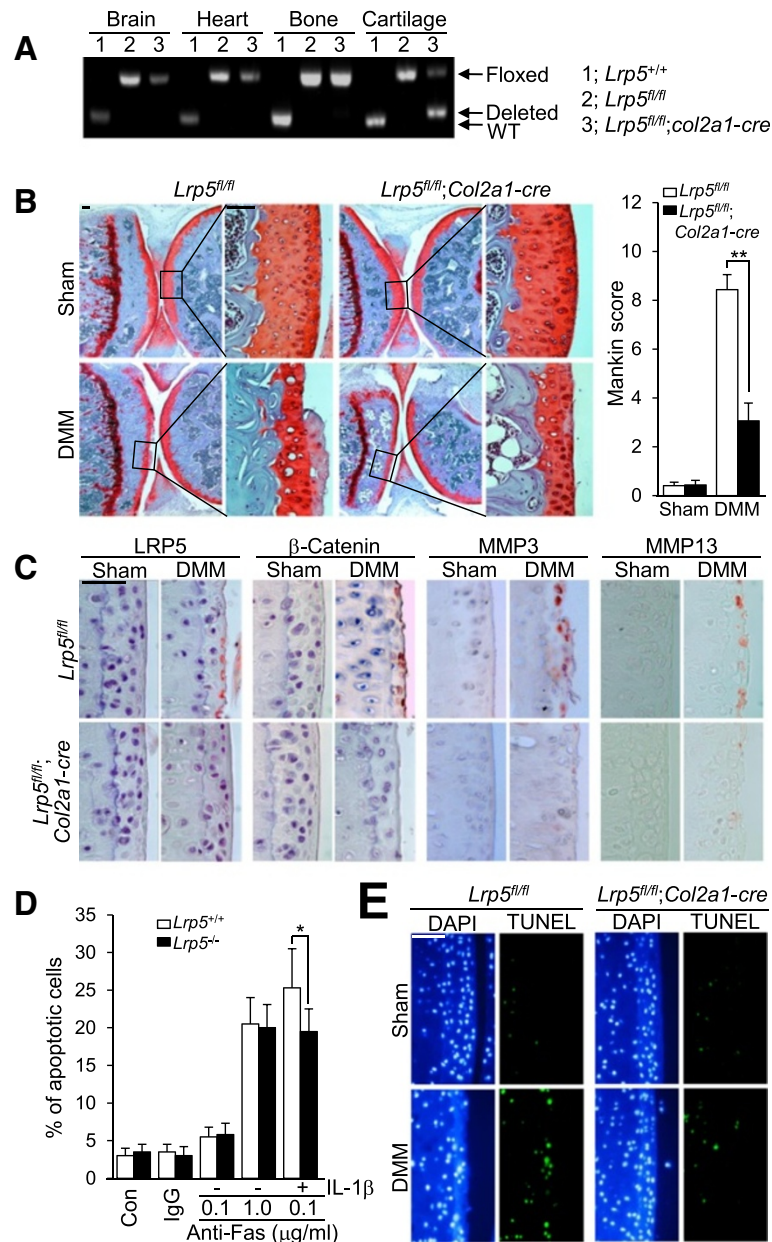 A
Brain Heart Bone Cartilage
1 2 3 1 2 3 1 2 3 1 2 3
Floxed
Deleted
WT
1; Lrp5+/+
2; Lrp5fl/fl
3; Lrp5fl/fl;col2a1-cre
B
Lrp5fl/fl Lrp5fl/fl;Col2a1-cre
Sham
DMM
Lrp5fl/fl
Lrp5fl/fl;
Col2a1-cre
Mankin score
12
10
8
6
4
2
0
**
Sham DMM
C
LRP5 β-Catenin MMP3 MMP13
Sham DMM Sham DMM Sham DMM Sham DMM
Lrp5fl/fl
Lrp5fl/fl;
Col2a1-cre
D
% of apoptotic cells
35
30
25
20
15
10
5
0
Lrp5+/+
Lrp5-/-
*
Con IgG - - + IL-1β
0.1 1.0 0.1
Anti-Fas (μg/ml)
E
Lrp5fl/fl Lrp5fl/fl;Col2a1-cre
DAPI TUNEL DAPI TUNEL
Sham
DMM